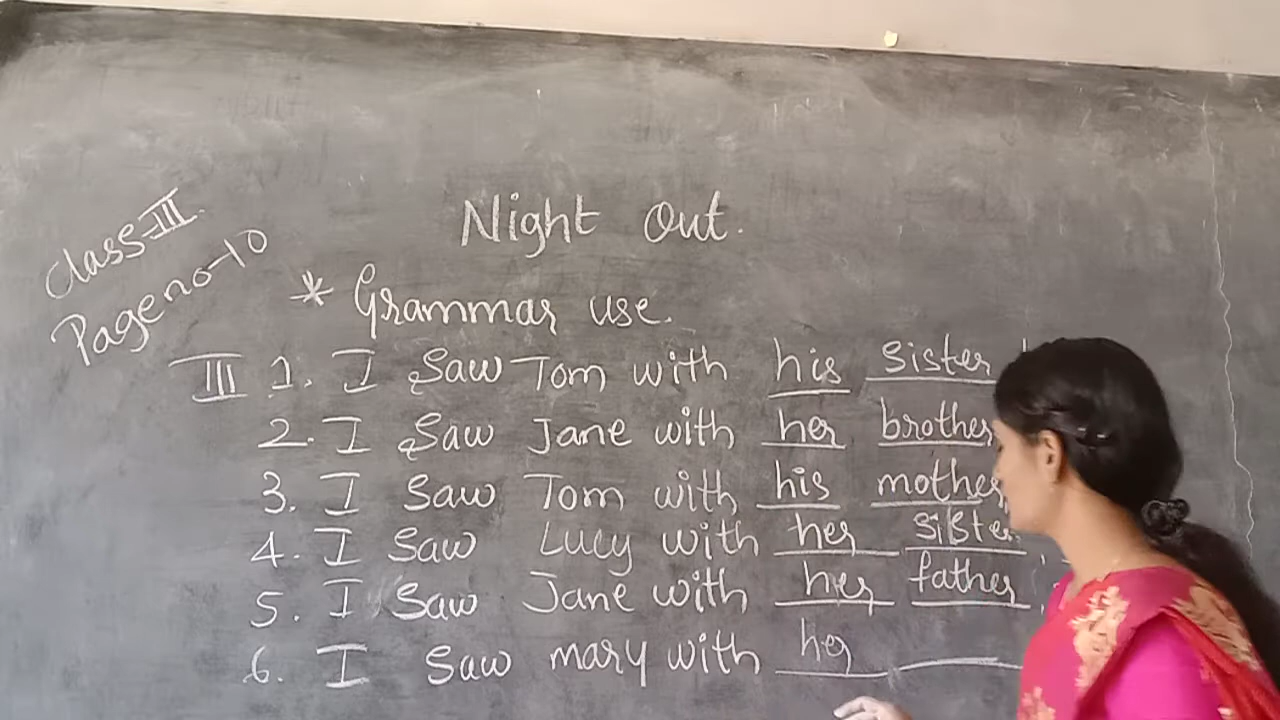 Night Out.
Class-III.
Page no-10
* Grammar use.
III 1. I Saw Tom with his sister
2. I Saw Jane with her brother
3. I Saw Tom with his mother
4. I Saw Lucy with her sister.
5. I Saw Jane with her father
6. I Saw mary with her